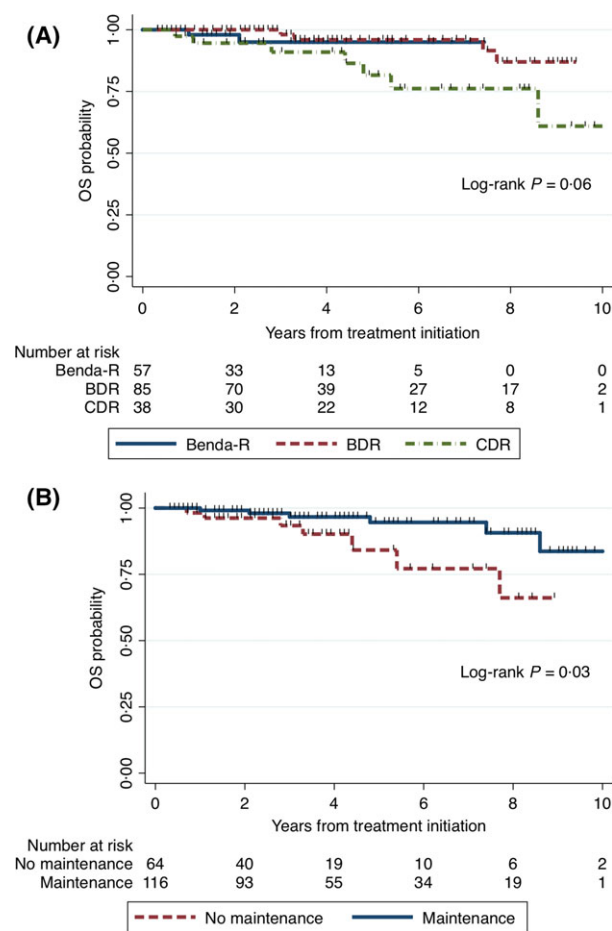 (A)
1·00
0·75
0·50
0·25
0·00
OS probability
Log-rank P = 0·06
0 2 4 6 8 10
Years from treatment initiation
Number at risk
Benda-R 57 33 13 5 0 0
BDR 85 70 39 27 17 2
CDR 38 30 22 12 8 1
Benda-R BDR CDR
(B)
1·00
0·75
0·50
0·25
0·00
OS probability
Log-rank P = 0·03
0 2 4 6 8 10
Years from treatment initiation
Number at risk
No maintenance 64 40 19 10 6 2
Maintenance 116 93 55 34 19 1
No maintenance Maintenance